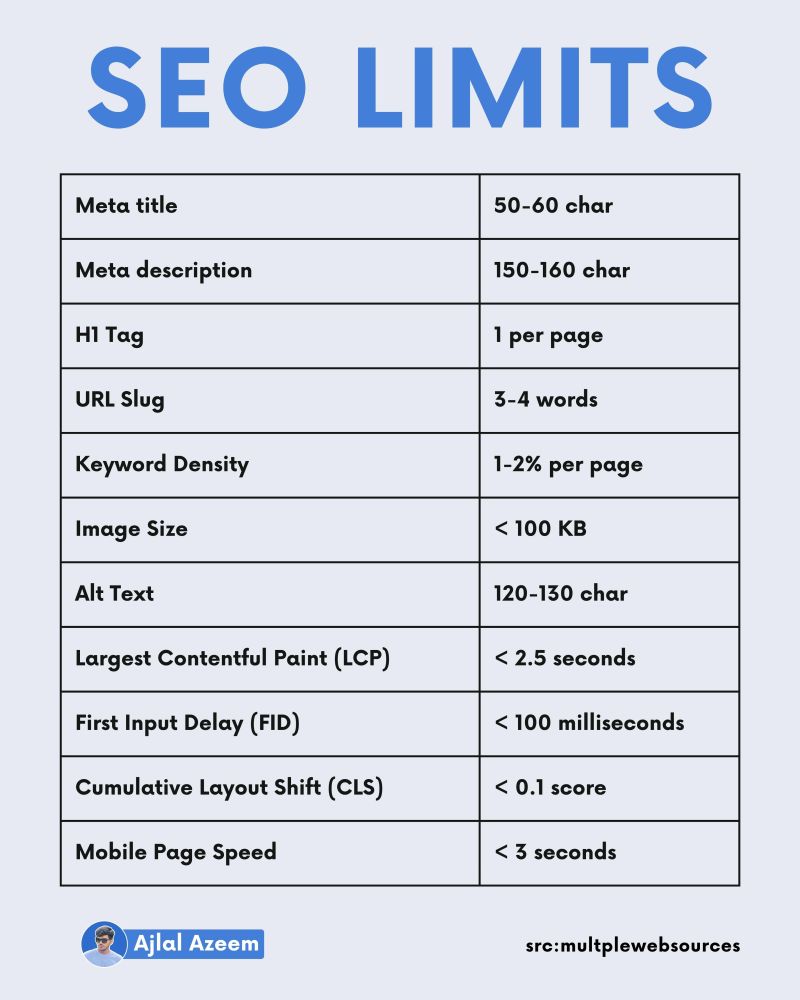 SEO LIMITS
Meta title 50-60 char
Meta description 150-160 char
H1 Tag 1 per page
URL Slug 3-4 words
Keyword Density 1-2% per page
Image Size < 100 KB
Alt Text 120-130 char
Largest Contentful Paint (LCP) < 2.5 seconds
First Input Delay (FID) < 100 milliseconds
Cumulative Layout Shift (CLS) < 0.1 score
Mobile Page Speed < 3 seconds
Ajlal Azeem src:multplewebsources